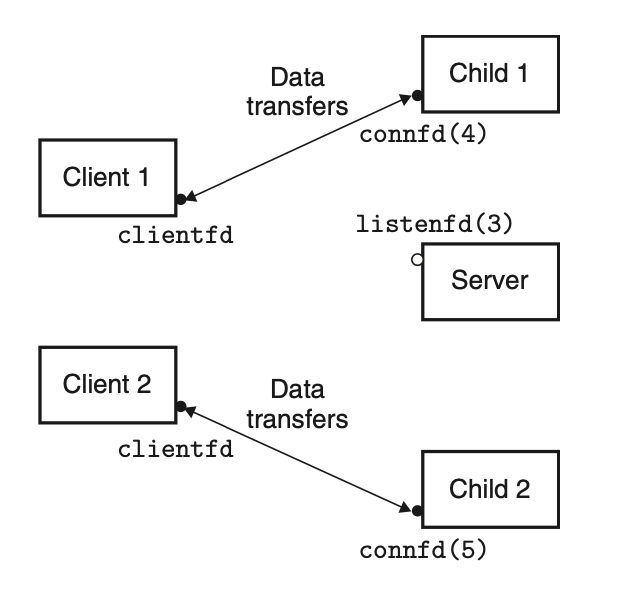 Data
transfers
Child 1
connfd(4)
Client 1
clientfd
listenfd(3)
Server
Client 2
clientfd
Data
transfers
Child 2
connfd(5)